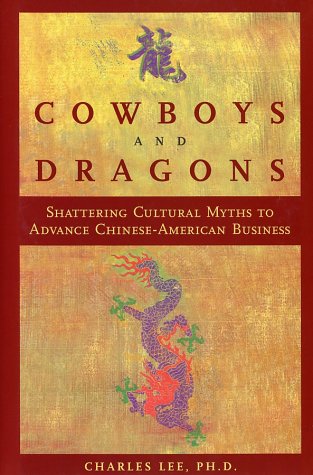 龍
COWBOYS
AND
DRAGONS
SHATTERING CULTURAL MYTHS TO
ADVANCE CHINESE-AMERICAN BUSINESS
CHARLES LEE, PH.D.